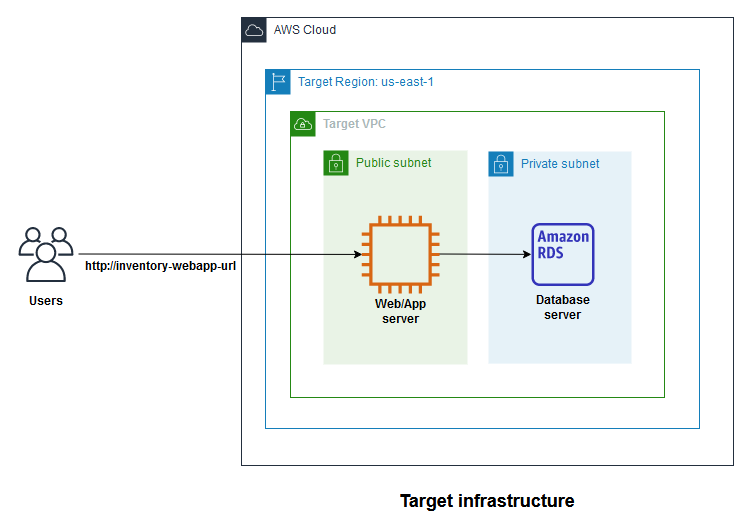 AWS Cloud
Target Region: us-east-1
Target VPC
Public subnet
Private subnet
Amazon
RDS
http://inventory-webapp-url
Users
Web/App
server
Database
server
Target infrastructure